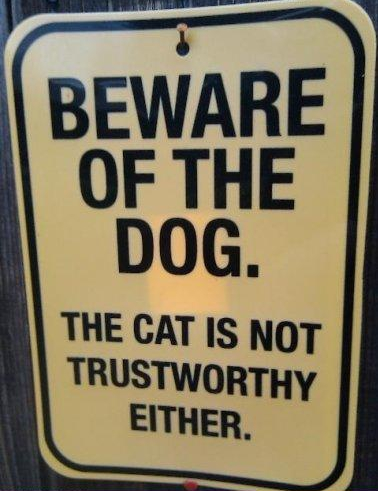 BEWARE
OF THE
DOG.
THE CAT IS NOT
TRUSTWORTHY
EITHER.